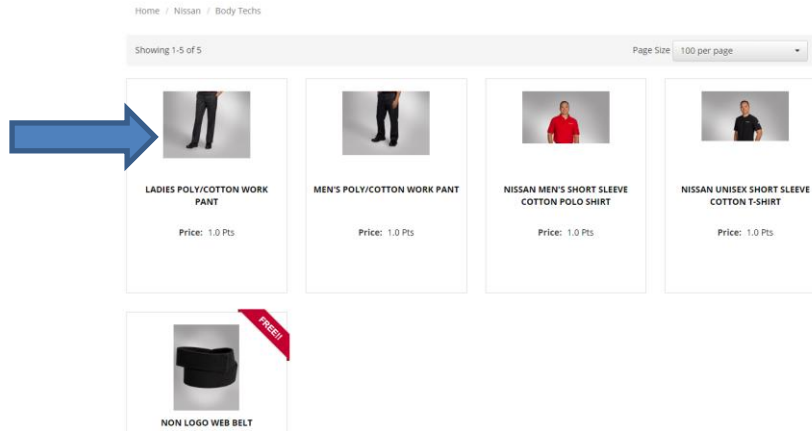 Home / Nissan / Body Techs
Showing 1-5 of 5
Page Size 100 per page
LADIES POLY/COTTON WORK
PANT
Price: 1.0 Pts
MEN'S POLY/COTTON WORK PANT
Price: 1.0 Pts
NISSAN MEN'S SHORT SLEEVE
COTTON POLO SHIRT
Price: 1.0 Pts
NISSAN UNISEX SHORT SLEEVE
COTTON T-SHIRT
Price: 1.0 Pts
FREE!!
NON LOGO WEB BELT